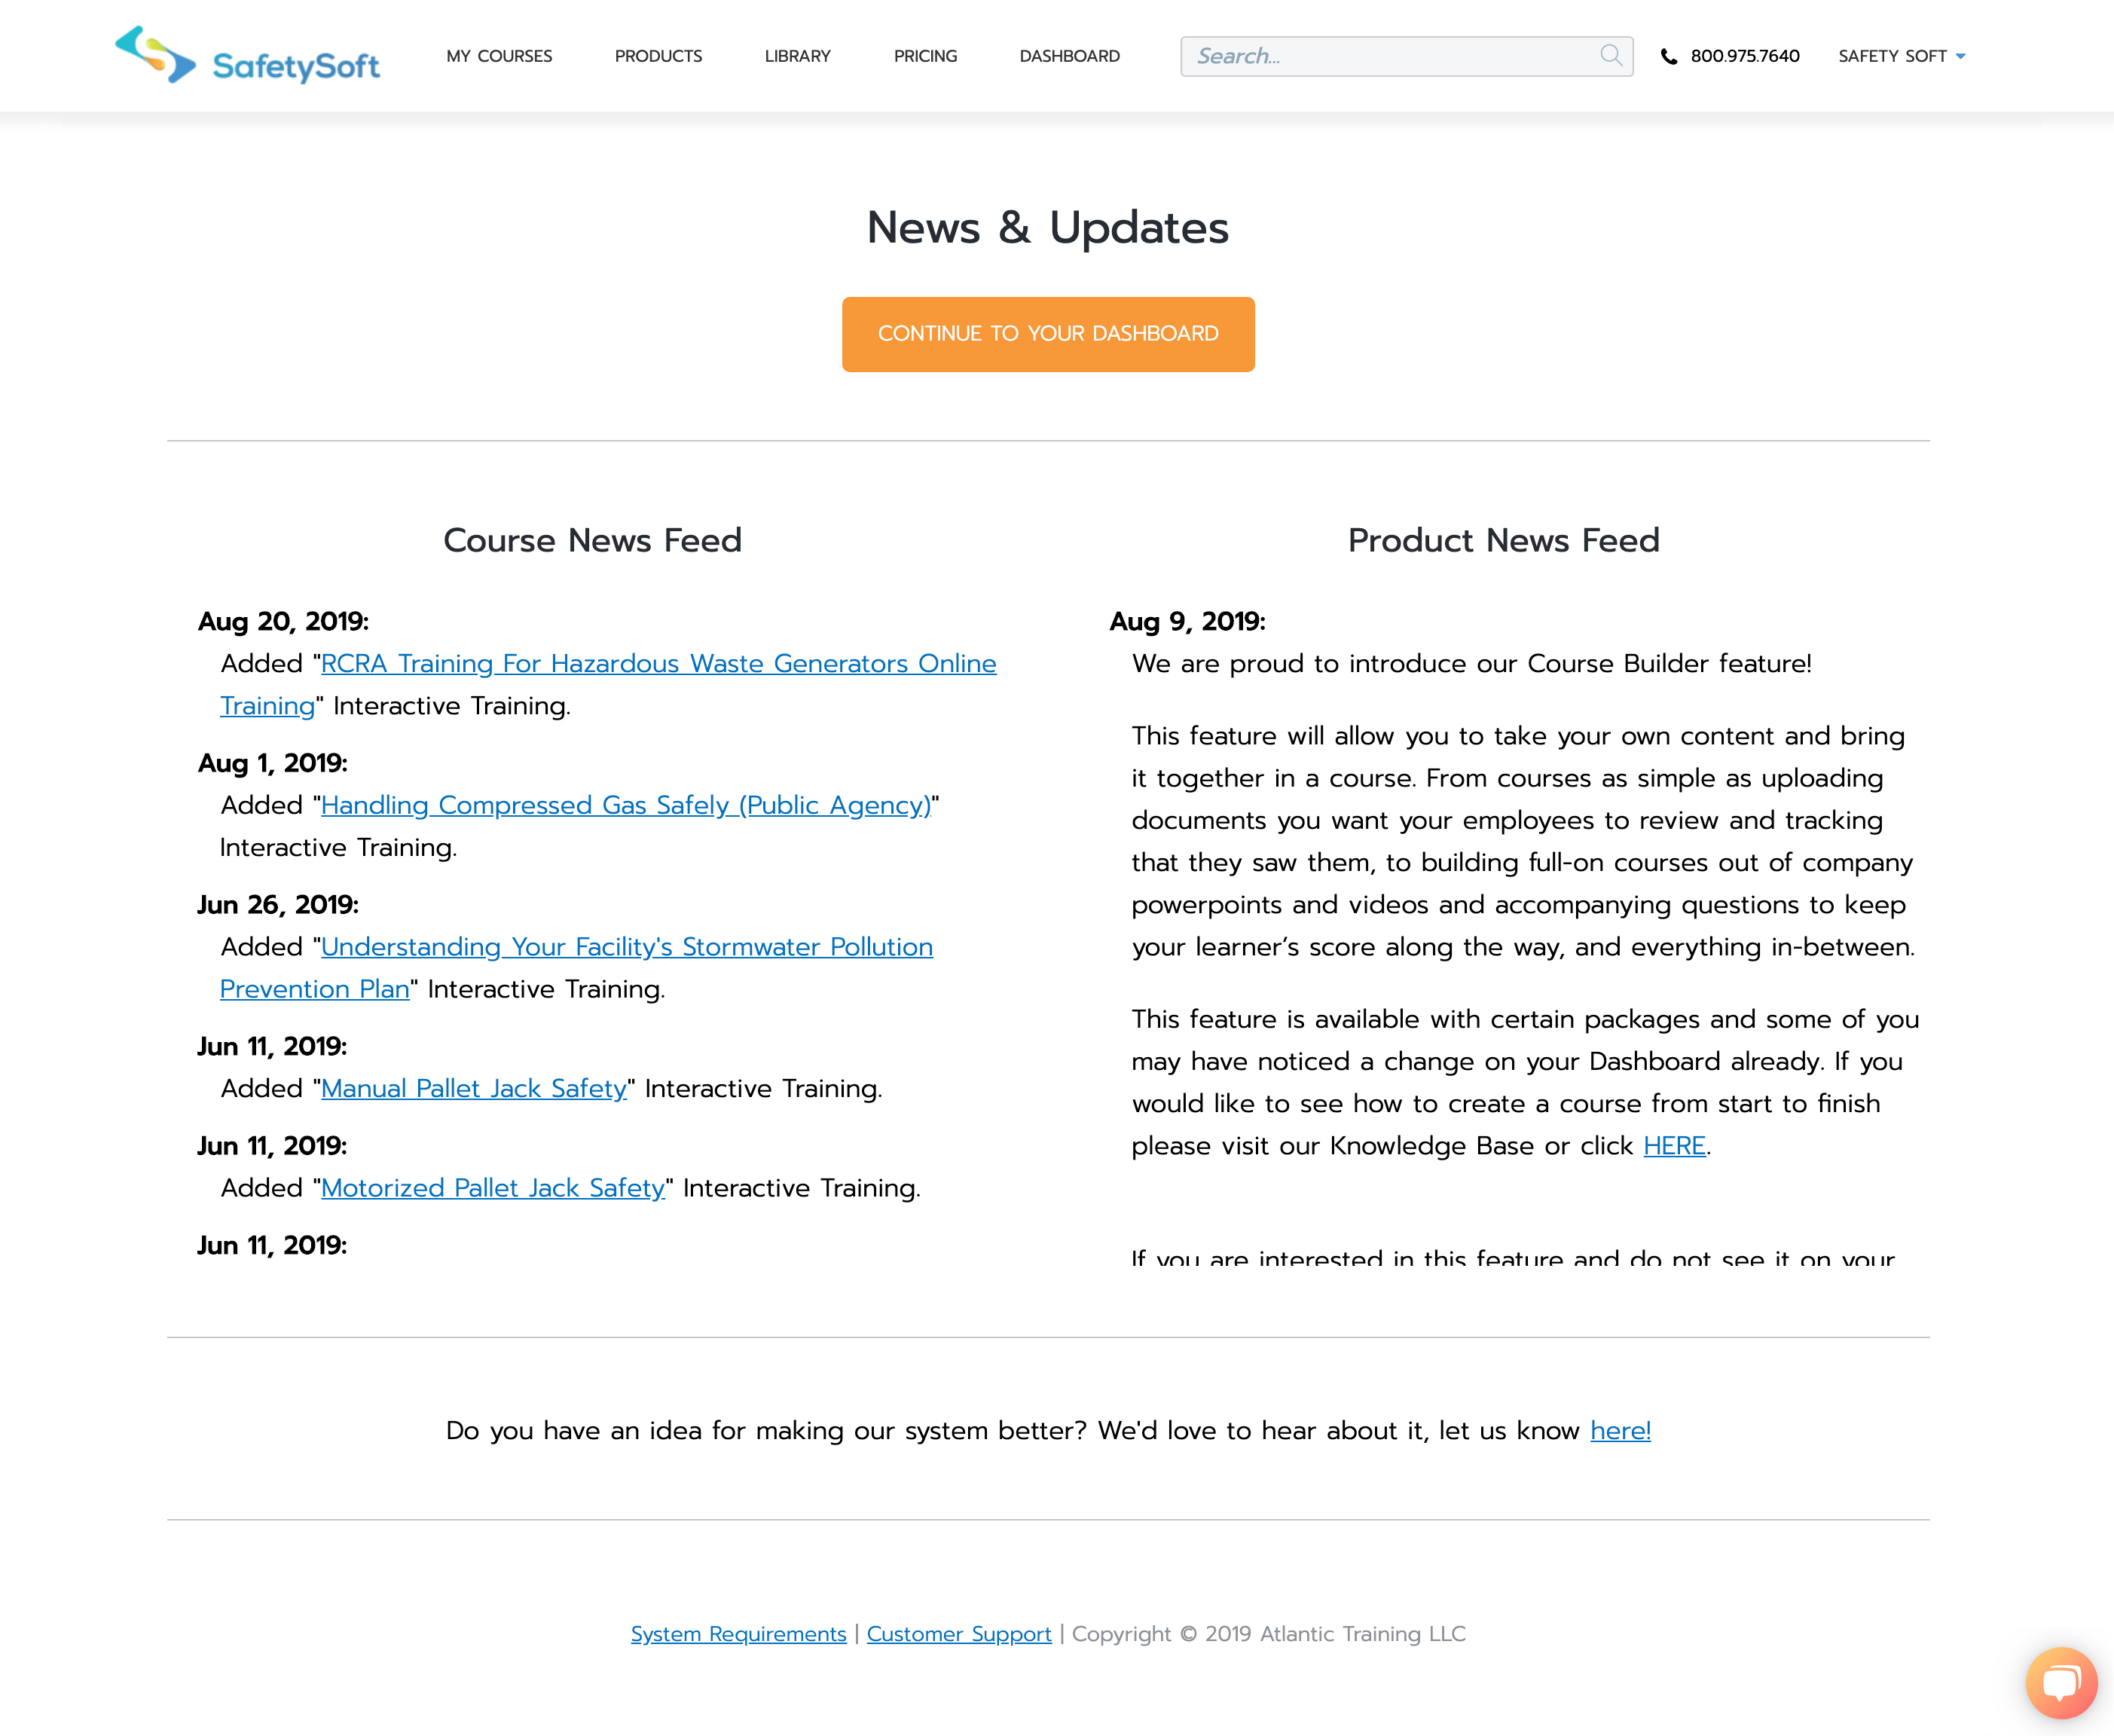 SafetySoft
MY COURSES
PRODUCTS
LIBRARY
PRICING
DASHBOARD
Search...
800.975.7640
SAFETY SOFT
News & Updates
CONTINUE TO YOUR DASHBOARD
Course News Feed
Aug 20, 2019:
Added "RCRA Training For Hazardous Waste Generators Online
Training" Interactive Training.
Aug 1, 2019:
Added "Handling Compressed Gas Safely (Public Agency)"
Interactive Training.
Jun 26, 2019:
Added "Understanding Your Facility's Stormwater Pollution
Prevention Plan" Interactive Training.
Jun 11, 2019:
Added "Manual Pallet Jack Safety" Interactive Training.
Jun 11, 2019:
Added "Motorized Pallet Jack Safety" Interactive Training.
Jun 11, 2019:
Product News Feed
Aug 9, 2019:
We are proud to introduce our Course Builder feature!
This feature will allow you to take your own content and bring
it together in a course. From courses as simple as uploading
documents you want your employees to review and tracking
that they saw them, to building full-on courses out of company
powerpoints and videos and accompanying questions to keep
your learner’s score along the way, and everything in-between.
This feature is available with certain packages and some of you
may have noticed a change on your Dashboard already. If you
would like to see how to create a course from start to finish
please visit our Knowledge Base or click HERE.
If you are interested in this feature and do not see it on your
Do you have an idea for making our system better? We'd love to hear about it, let us know here!
System Requirements | Customer Support | Copyright © 2019 Atlantic Training LLC